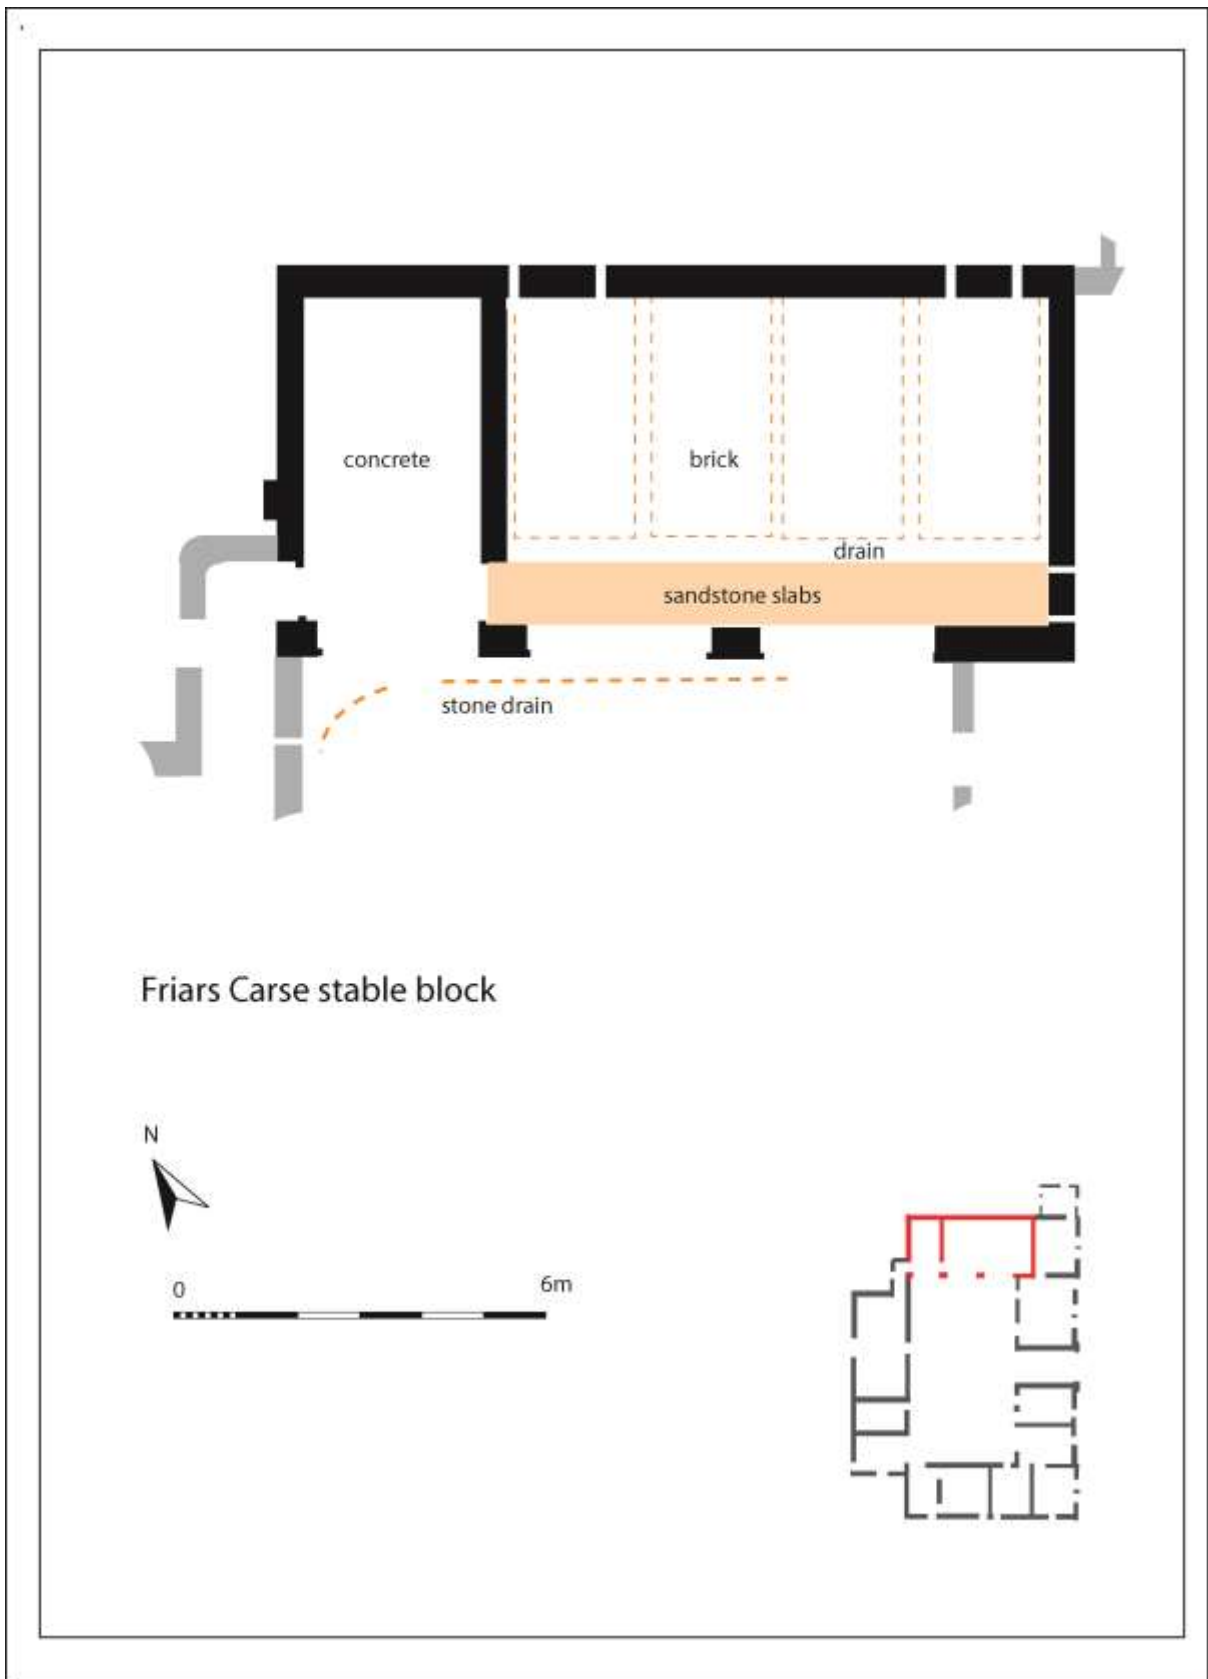 concrete
brick
drain
sandstone slabs
stone drain
Friars Carse stable block
N
0
6m